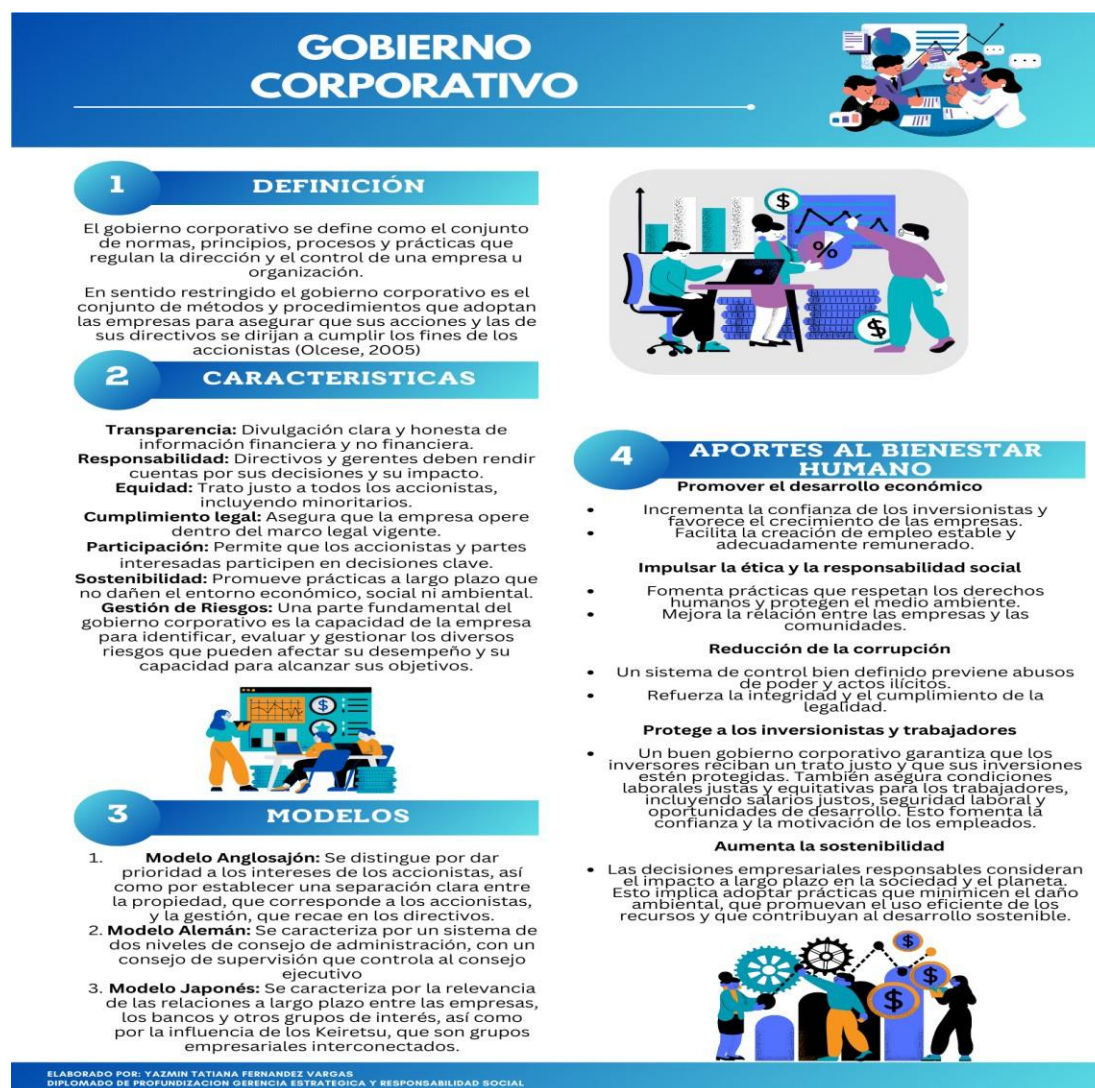 GOBIERNO
CORPORATIVO
1
DEFINICIÓN
El gobierno corporativo se define como el conjunto
de normas, principios, procesos y prácticas que
regulan la dirección y el control de una empresa u
organización.
En sentido restringido el gobierno corporativo es el
conjunto de métodos y procedimientos que adoptan
las empresas para asegurar que sus acciones y las de
sus directivos se dirijan a cumplir los fines de los
accionistas (Olcese, 2005)
2
CARACTERISTICAS
Transparencia: Divulgación clara y honesta de
información financiera y no financiera.
Responsabilidad: Directivos y gerentes deben rendir
cuentas por sus decisiones y su impacto.
Equidad: Trato justo a todos los accionistas,
incluyendo minoritarios.
Cumplimiento legal: Asegura que la empresa opere
dentro del marco legal vigente.
Participación: Permite que los accionistas y partes
interesadas participen en decisiones clave.
Sostenibilidad: Promueve prácticas a largo plazo que
no dañen el entorno económico, social ni ambiental.
Gestión de Riesgos: Una parte fundamental del
gobierno corporativo es la capacidad de la empresa
para identificar, evaluar y gestionar los diversos
riesgos que pueden afectar su desempeño y su
capacidad para alcanzar sus objetivos.
$
3
MODELOS
1. Modelo Anglosajón: Se distingue por dar
prioridad a los intereses de los accionistas, así
como por establecer una separación clara entre
la propiedad, que corresponde a los accionistas,
y la gestión, que recae en los directivos.
2. Modelo Alemán: Se caracteriza por un sistema de
dos niveles de consejo de administración, con un
consejo de supervisión que controla al consejo
ejecutivo
3. Modelo Japonés: Se caracteriza por la relevancia
de las relaciones a largo plazo entre las empresas,
los bancos y otros grupos de interés, así como
por la influencia de los Keiretsu, que son grupos
empresariales interconectados.
$
%
$
4
APORTES AL BIENESTAR
HUMANO
Promover el desarrollo económico
• Incrementa la confianza de los inversionistas y
favorece el crecimiento de las empresas.
• Facilita la creación de empleo estable y
adecuadamente remunerado.
Impulsar la ética y la responsabilidad social
• Fomenta prácticas que respetan los derechos
humanos y protegen el medio ambiente.
• Mejora la relación entre las empresas y las
comunidades.
Reducción de la corrupción
• Un sistema de control bien definido previene abusos
de poder y actos ilícitos.
• Refuerza la integridad y el cumplimiento de la
legalidad.
Protege a los inversionistas y trabajadores
• Un buen gobierno corporativo garantiza que los
inversores reciban un trato justo y que sus inversiones
estén protegidas. También asegura condiciones
laborales justas y equitativas para los trabajadores,
incluyendo salarios justos, seguridad laboral y
oportunidades de desarrollo. Esto fomenta la
confianza y la motivación de los empleados.
Aumenta la sostenibilidad
• Las decisiones empresariales responsables consideran
el impacto a largo plazo en la sociedad y el planeta.
Esto implica adoptar prácticas que minimicen el daño
ambiental, que promuevan el uso eficiente de los
recursos y que contribuyan al desarrollo sostenible.
$
$
$
ELABORADO POR: YAZMIN TATIANA FERNANDEZ VARGAS
DIPLOMADO DE PROFUNDIZACION GERENCIA ESTRATEGICA Y RESPONSABILIDAD SOCIAL